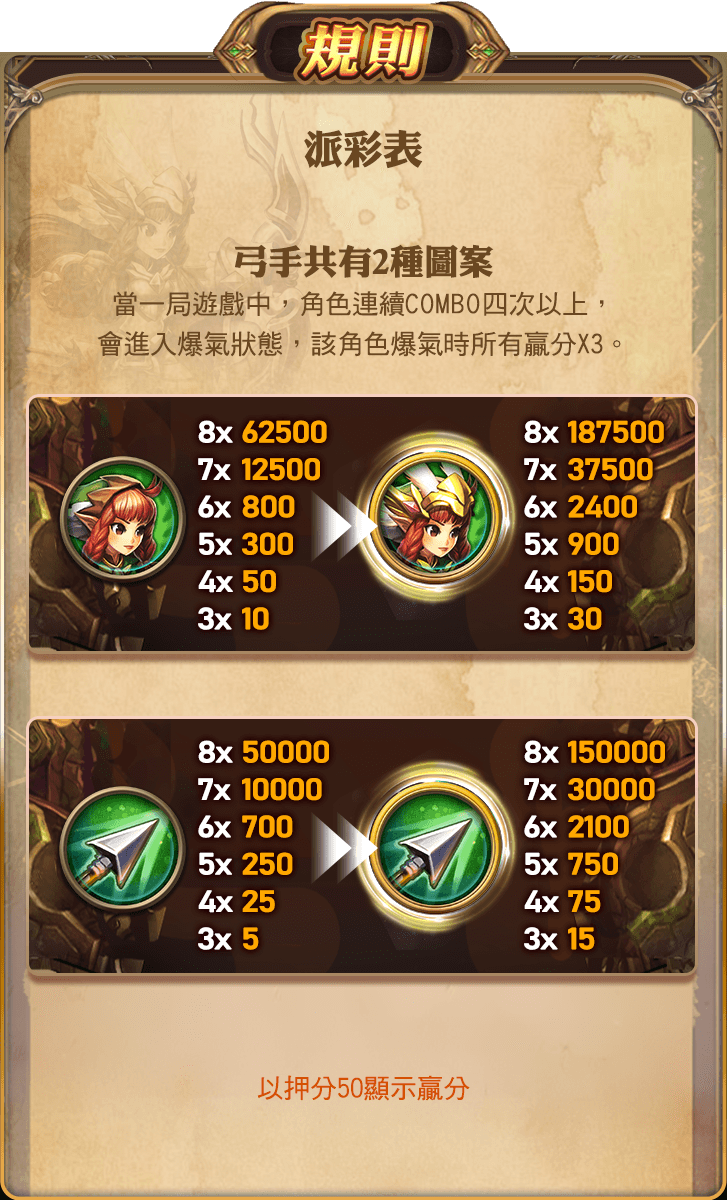 規則
派彩表
弓手共有2種圖案
當一局遊戲中，角色連續COMBO四次以上，
會進入爆氣狀態，該角色爆氣時所有贏分X3。
8x 62500
7x 12500
6x 800
5x 300
4x 50
3x 10
8x 187500
7x 37500
6x 2400
5x 900
4x 150
3x 30
8x 50000
7x 10000
6x 700
5x 250
4x 25
3x 5
8x 150000
7x 30000
6x 2100
5x 750
4x 75
3x 15
以押分50顯示贏分